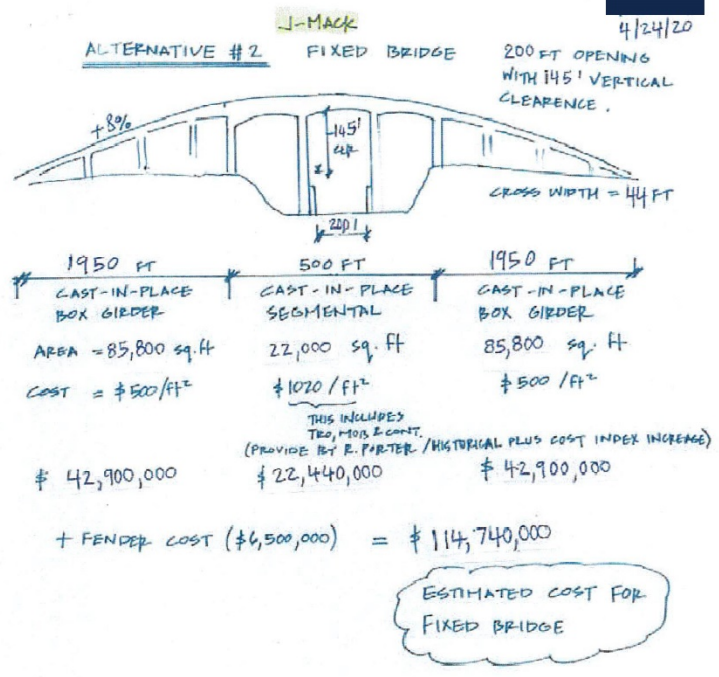 J-MACK
4/24/20
ALTERNATIVE #2 FIXED BRIDGE
200 FT OPENING
WITH 145' VERTICAL
CLEARENCE.
+8%
145'
CLR
CROSS WIDTH = 44 FT
200'
1950 FT 500 FT 1950 FT
CAST-IN-PLACE CAST-IN-PLACE CAST-IN-PLACE
BOX GIRDER SEGMENTAL BOX GIRDER
AREA = 85,800 sq.ft 22,000 sq. ft 85,800 sq. ft
COST = $500/ft² $1020/ft² $500/ft²
THIS INCLUDES
TRO, MOB & CONT.
(PROVIDE BY R. PORTER / HISTORICAL PLUS COST INDEX INCREASE)
$ 42,900,000 $22,440,000 $ 42,900,000
+ FENDER COST ($6,500,000) = $114,740,000
ESTIMATED COST FOR
FIXED BRIDGE